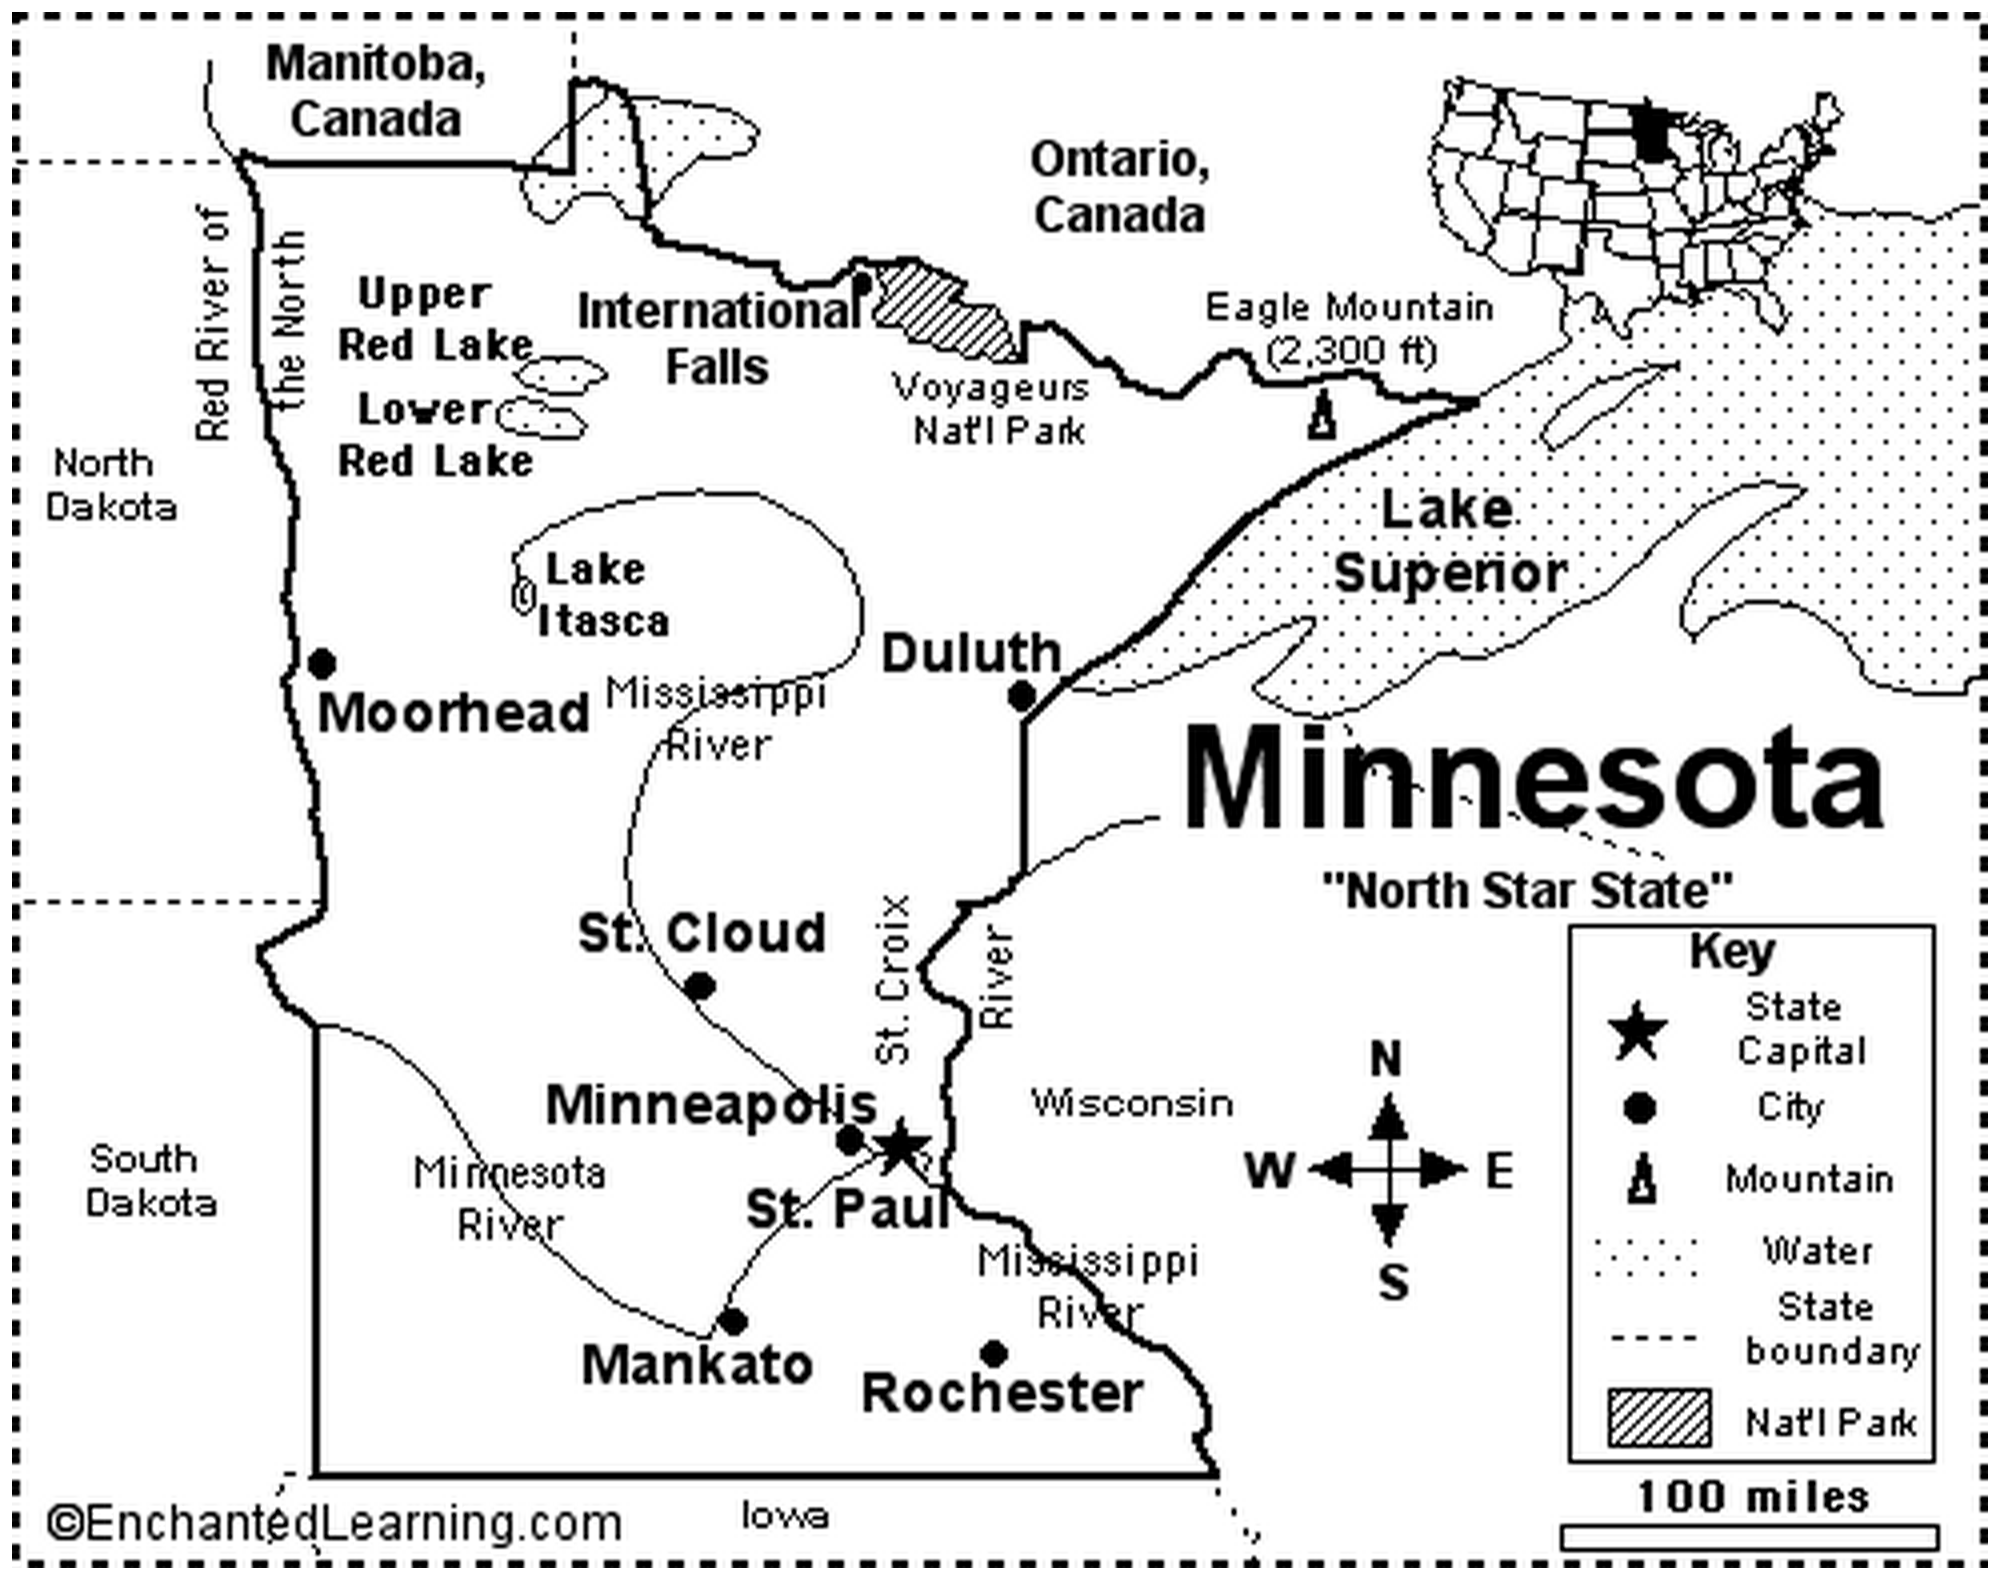 Manitoba,
Canada
Ontario,
Canada
Red River of
the North
Upper
Red Lake
Lower
Red Lake
International
Falls
Voyageurs
Nat'l Park
Eagle Mountain
(2,300 ft)
North
Dakota
Lake
Superior
Lake
Itasca
Duluth
Moorhead
Mississippi
River
Minnesota
"North Star State"
St. Cloud
St. Croix
River
Key
State
Capital
City
Mountain
Water
State
boundary
Nat'l Park
100 miles
N
W
E
S
Minneapolis
Wisconsin
South
Dakota
Minnesota
River
St. Paul
Mississippi
River
Mankato
Rochester
Iowa
©EnchantedLearning.com